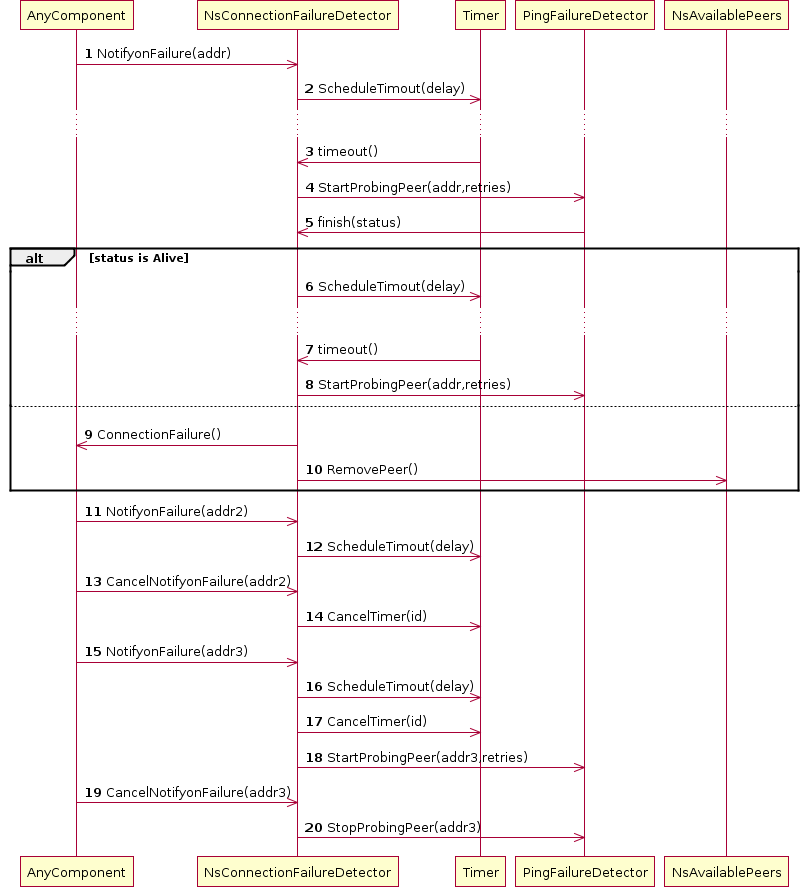 AnyComponent NsConnectionFailureDetector Timer PingFailureDetector NsAvailablePeers
1 NotifyonFailure(addr)
2 ScheduleTimout(delay)
3 timeout()
4 StartProbingPeer(addr,retries)
5 finish(status)
alt [status is Alive]
6 ScheduleTimout(delay)
7 timeout()
8 StartProbingPeer(addr,retries)
9 ConnectionFailure()
10 RemovePeer()
11 NotifyonFailure(addr2)
12 ScheduleTimout(delay)
13 CancelNotifyonFailure(addr2)
14 CancelTimer(id)
15 NotifyonFailure(addr3)
16 ScheduleTimout(delay)
17 CancelTimer(id)
18 StartProbingPeer(addr3,retries)
19 CancelNotifyonFailure(addr3)
20 StopProbingPeer(addr3)
AnyComponent NsConnectionFailureDetector Timer PingFailureDetector NsAvailablePeers